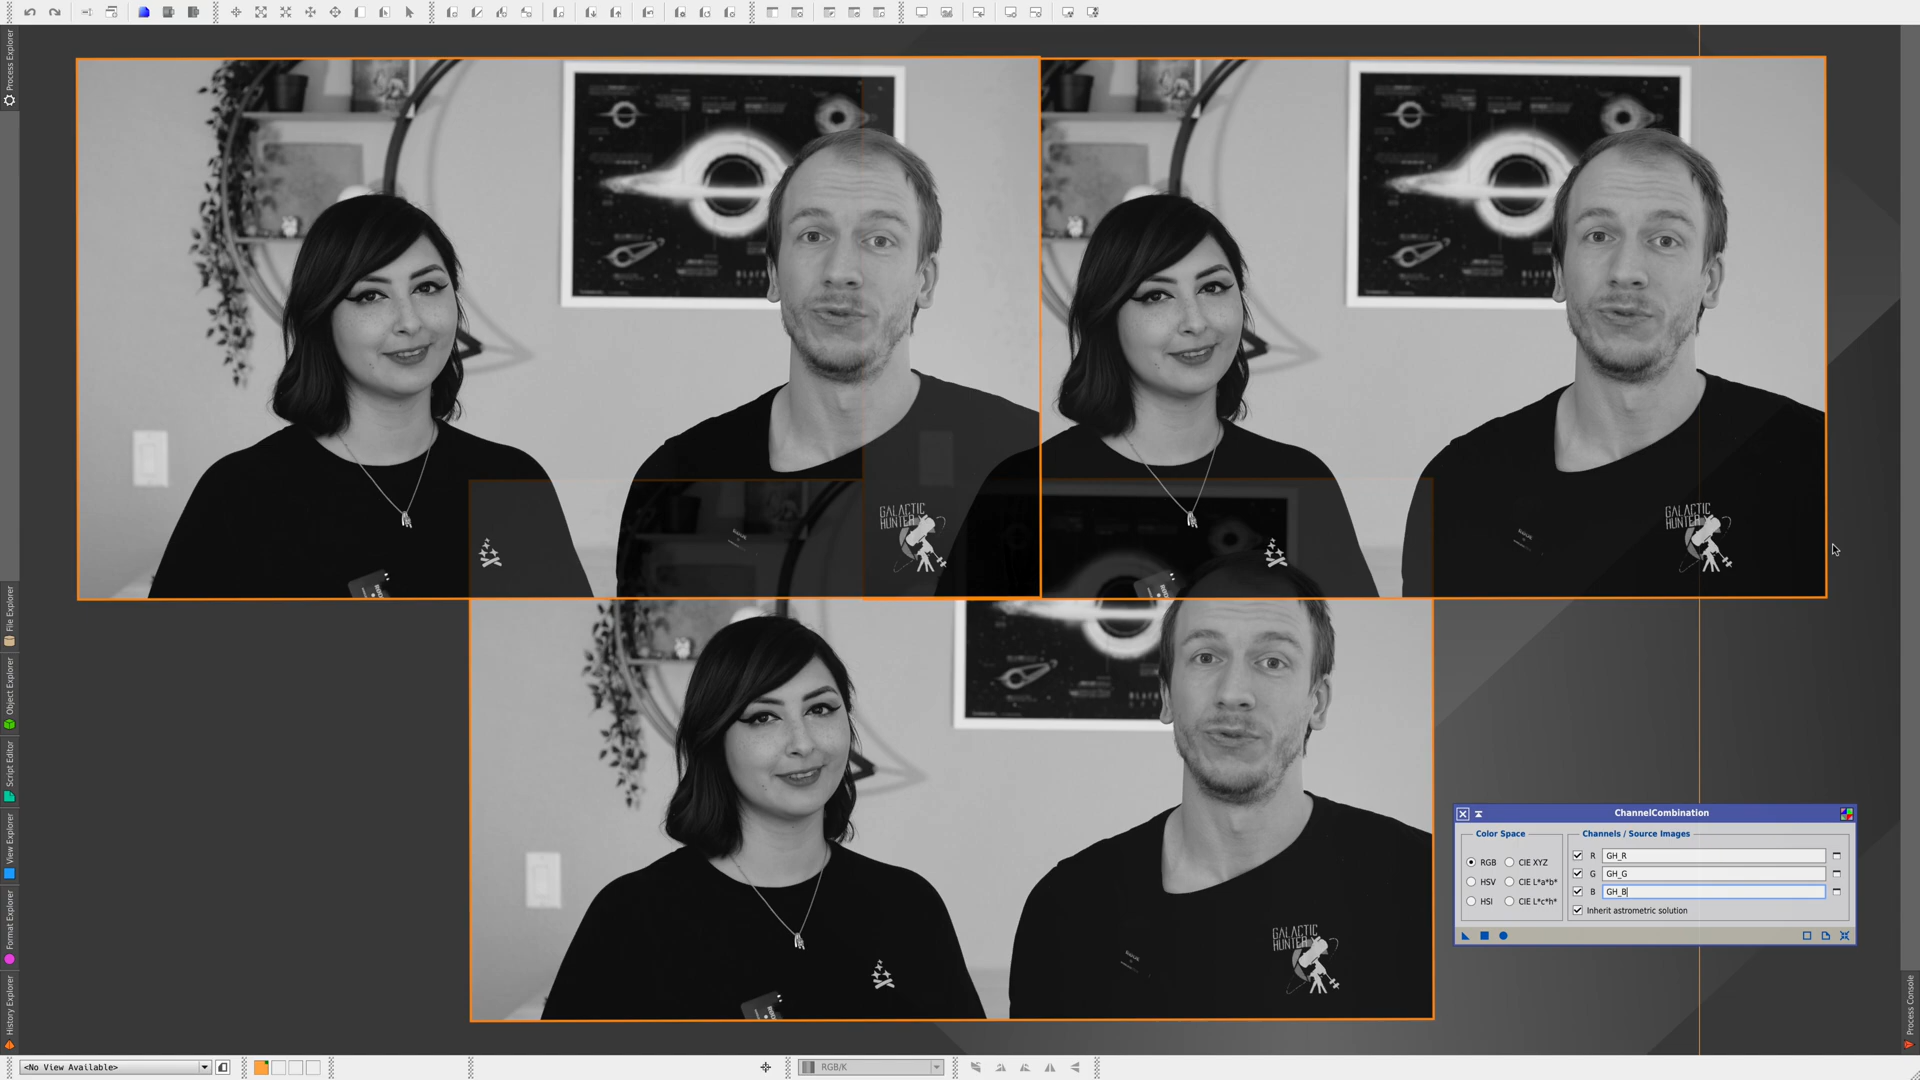 Process Explorer
File Explorer
Object Explorer
Script Editor
View Explorer
Format Explorer
History Explorer
Process Console
GALACTIC
HUNTER
GALACTIC
HUNTER
GALACTIC
HUNTER
ChannelCombination
Color Space
Channels / Source Images
RGB
CIE XYZ
HSV
CIE L*a*b*
HSI
CIE L*c*h*
R
GH_R
G
GH_G
B
GH_B
Inherit astrometric solution
<No View Available>
RGB/K